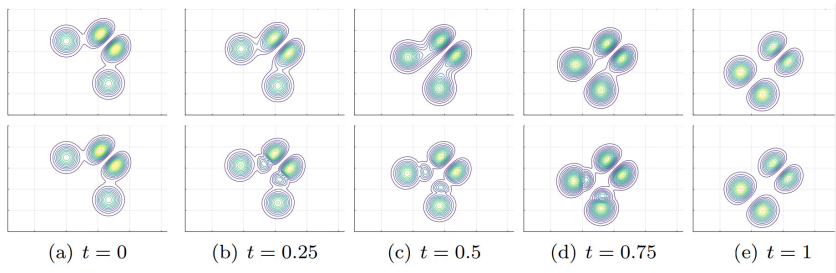 (a) t = 0 (b) t = 0.25 (c) t = 0.5 (d) t = 0.75 (e) t = 1